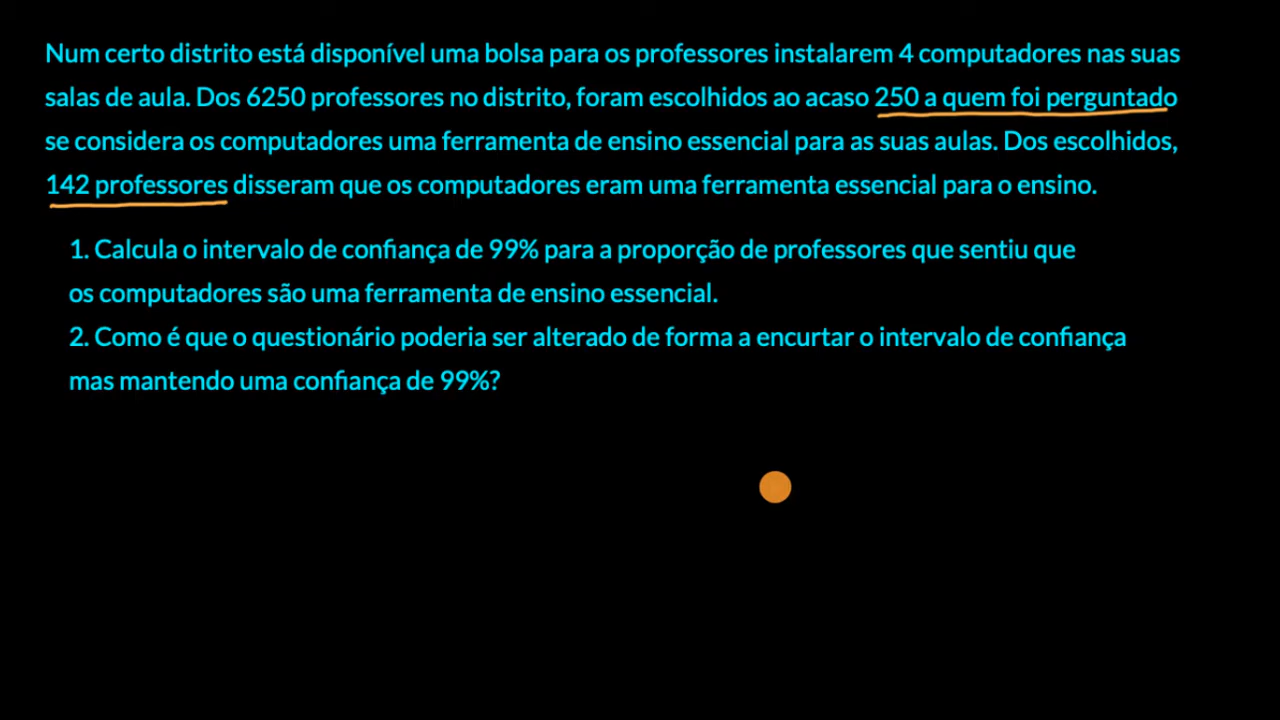 Num certo distrito está disponível uma bolsa para os professores instalarem 4 computadores nas suas
salas de aula. Dos 6250 professores no distrito, foram escolhidos ao acaso 250 a quem foi perguntado
se considera os computadores uma ferramenta de ensino essencial para as suas aulas. Dos escolhidos,
142 professores disseram que os computadores eram uma ferramenta essencial para o ensino.
1. Calcula o intervalo de confiança de 99% para a proporção de professores que sentiu que
os computadores são uma ferramenta de ensino essencial.
2. Como é que o questionário poderia ser alterado de forma a encurtar o intervalo de confiança
mas mantendo uma confiança de 99%?